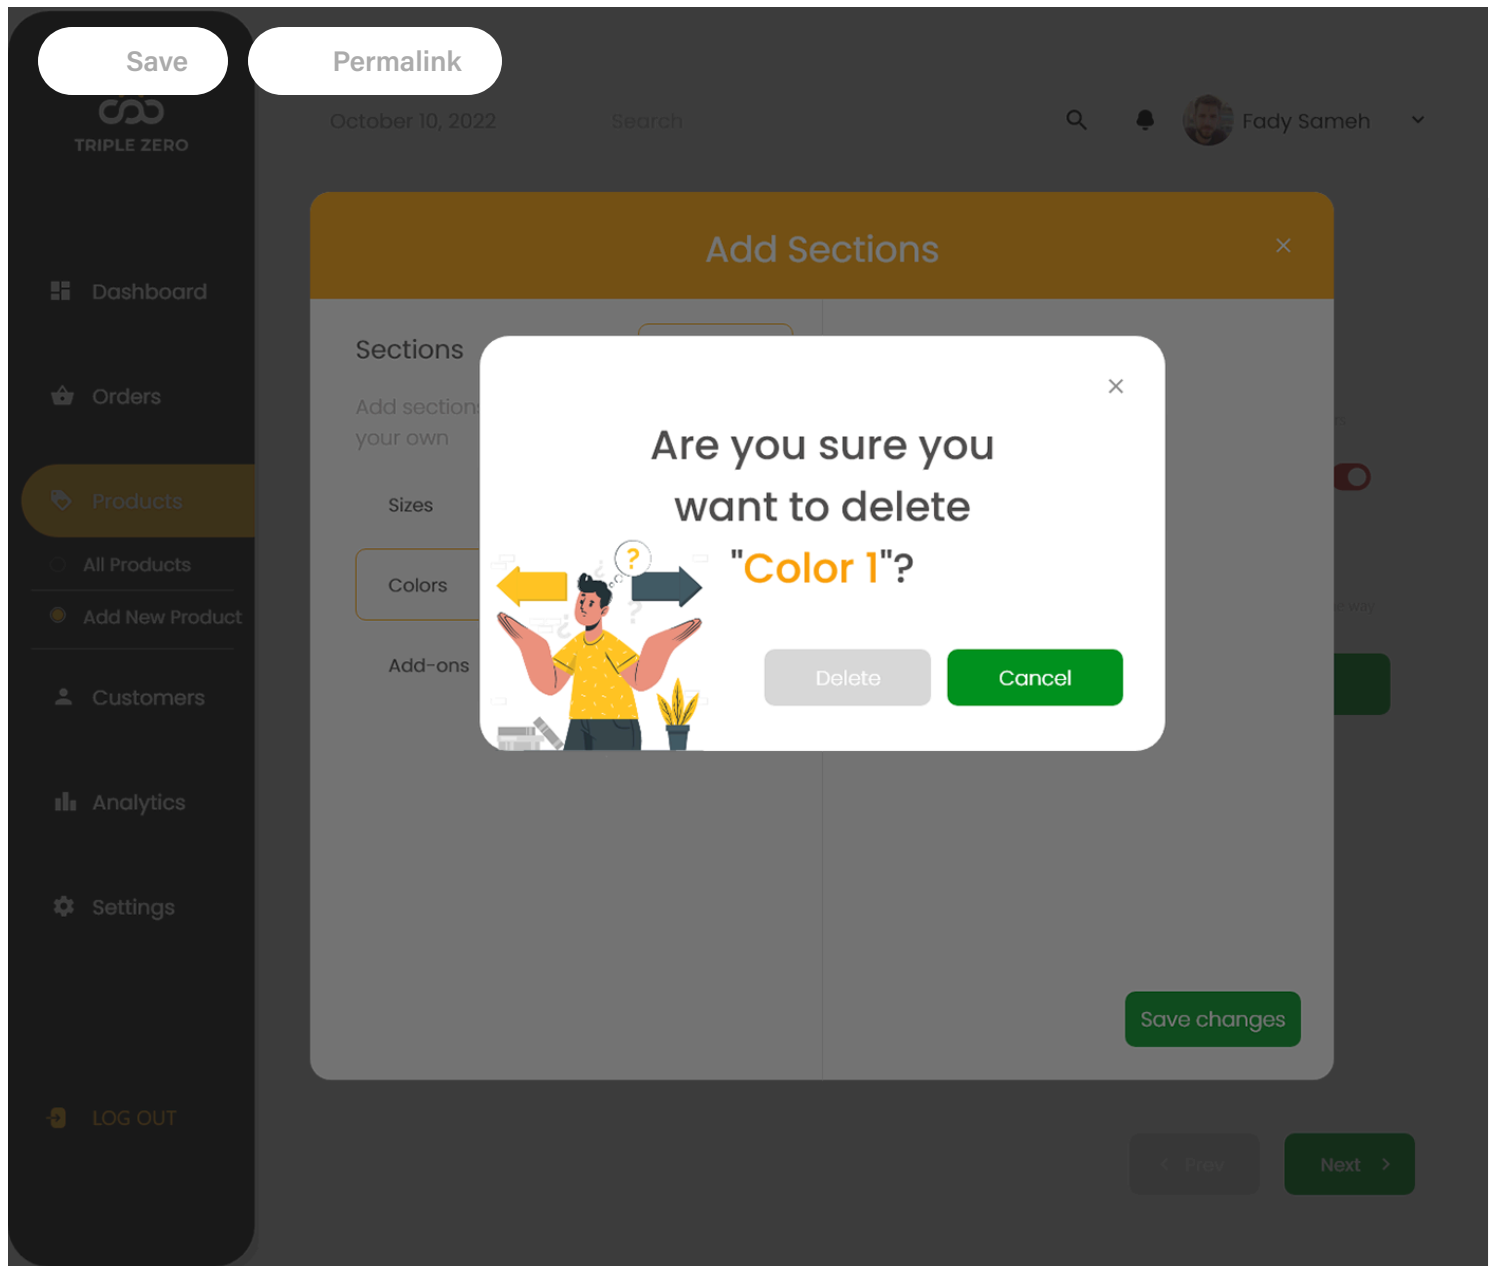 Save
Permalink
TRIPLE ZERO
October 10, 2022
Search
Fady Sameh
Dashboard
Orders
Products
All Products
Add New Product
Customers
Analytics
Settings
LOG OUT
Add Sections
Sections
Add sections
your own
Sizes
Colors
Add-ons
Are you sure you
want to delete
"Color 1"?
?
Delete
Cancel
way
Save changes
Prev
Next